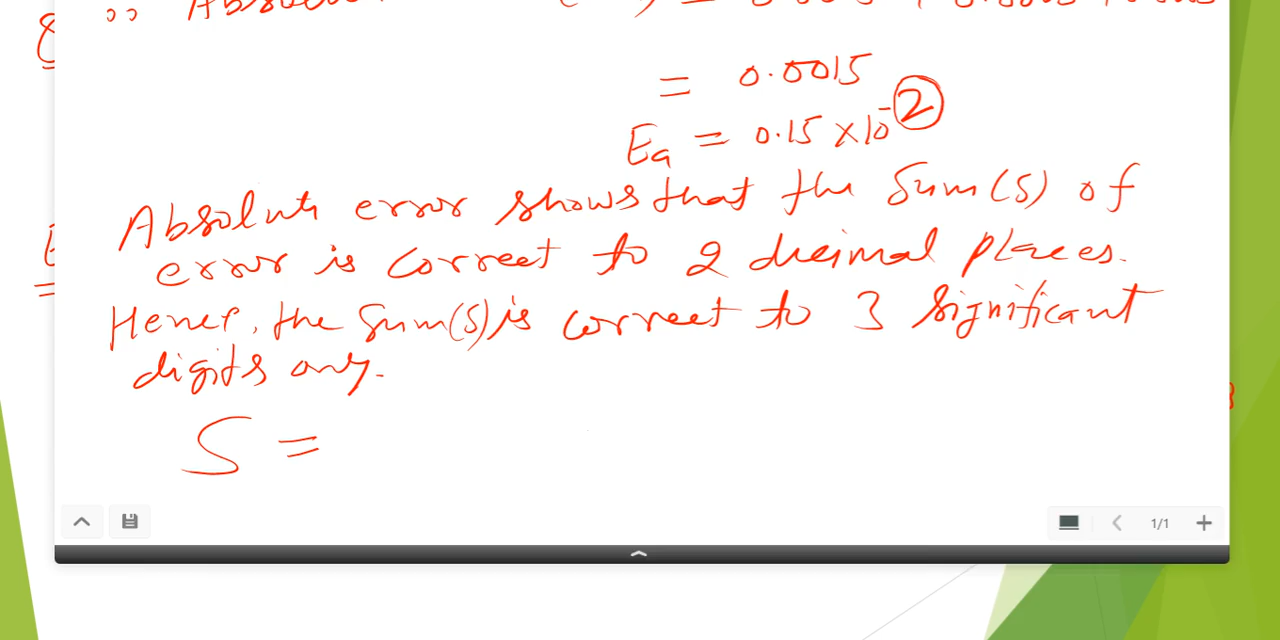 ∴ Absolut
= 0.0015
Ea = 0.15 × 10⁻²
Absolute error shows that the Sum(S) of
error is correct to 2 decimal places.
Hence, the Sum(S) is correct to 3 significant
digits only.
S =
1/1